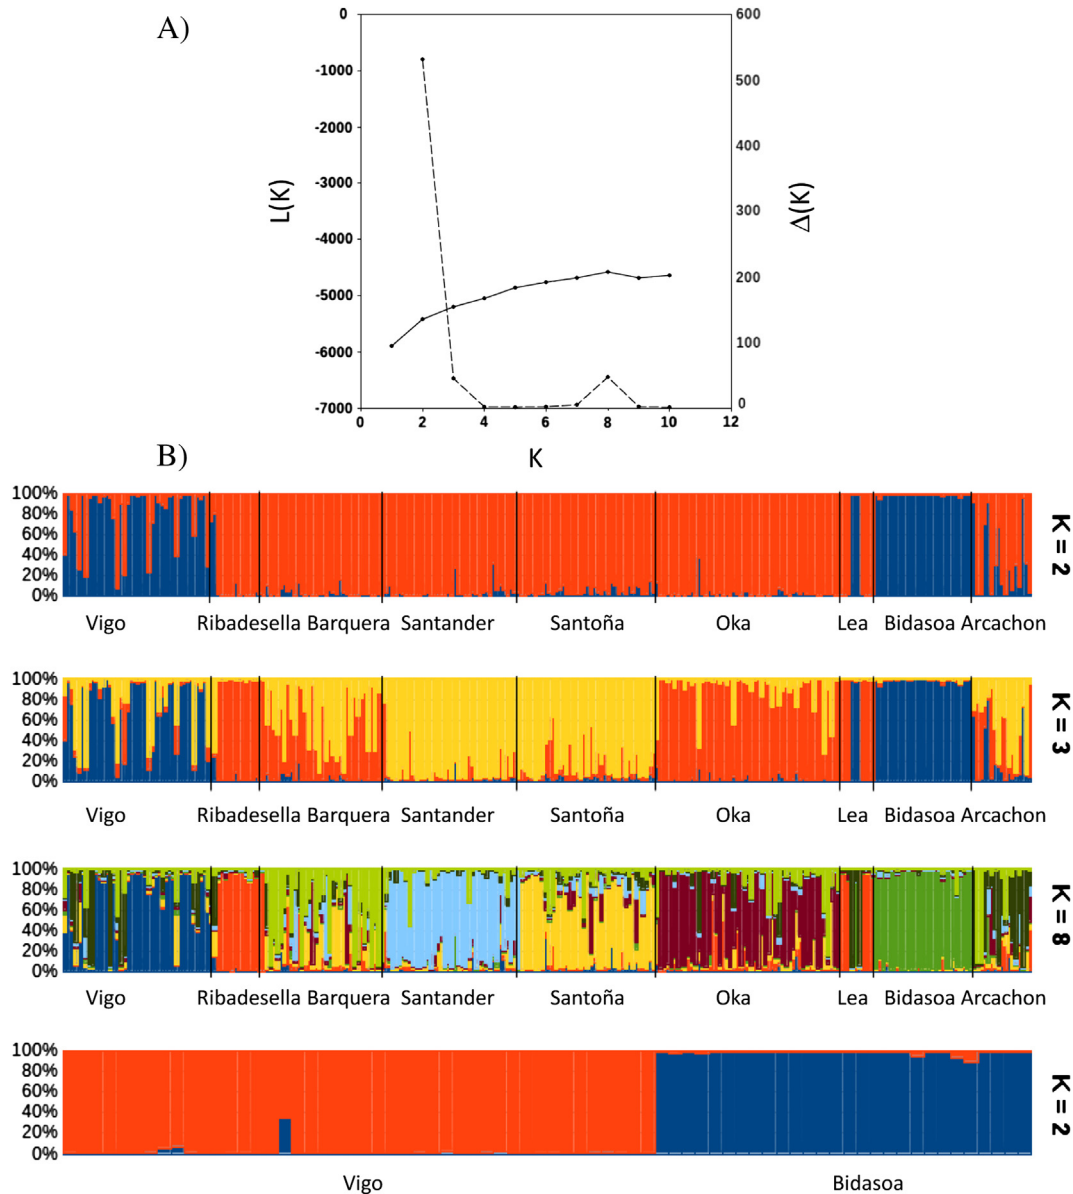 A)
0
-1000
-2000
-3000
-4000
-5000
-6000
-7000
L(K)
600
500
400
300
200
100
0
Δ(K)
0 2 4 6 8 10 12
K
B)
100%
80%
60%
40%
20%
0%
K = 2
Vigo Ribadesella Barquera Santander Santoña Oka Lea Bidasoa Arcachon
100%
80%
60%
40%
20%
0%
K = 3
Vigo Ribadesella Barquera Santander Santoña Oka Lea Bidasoa Arcachon
100%
80%
60%
40%
20%
0%
K = 8
Vigo Ribadesella Barquera Santander Santoña Oka Lea Bidasoa Arcachon
100%
80%
60%
40%
20%
0%
K = 2
Vigo Bidasoa